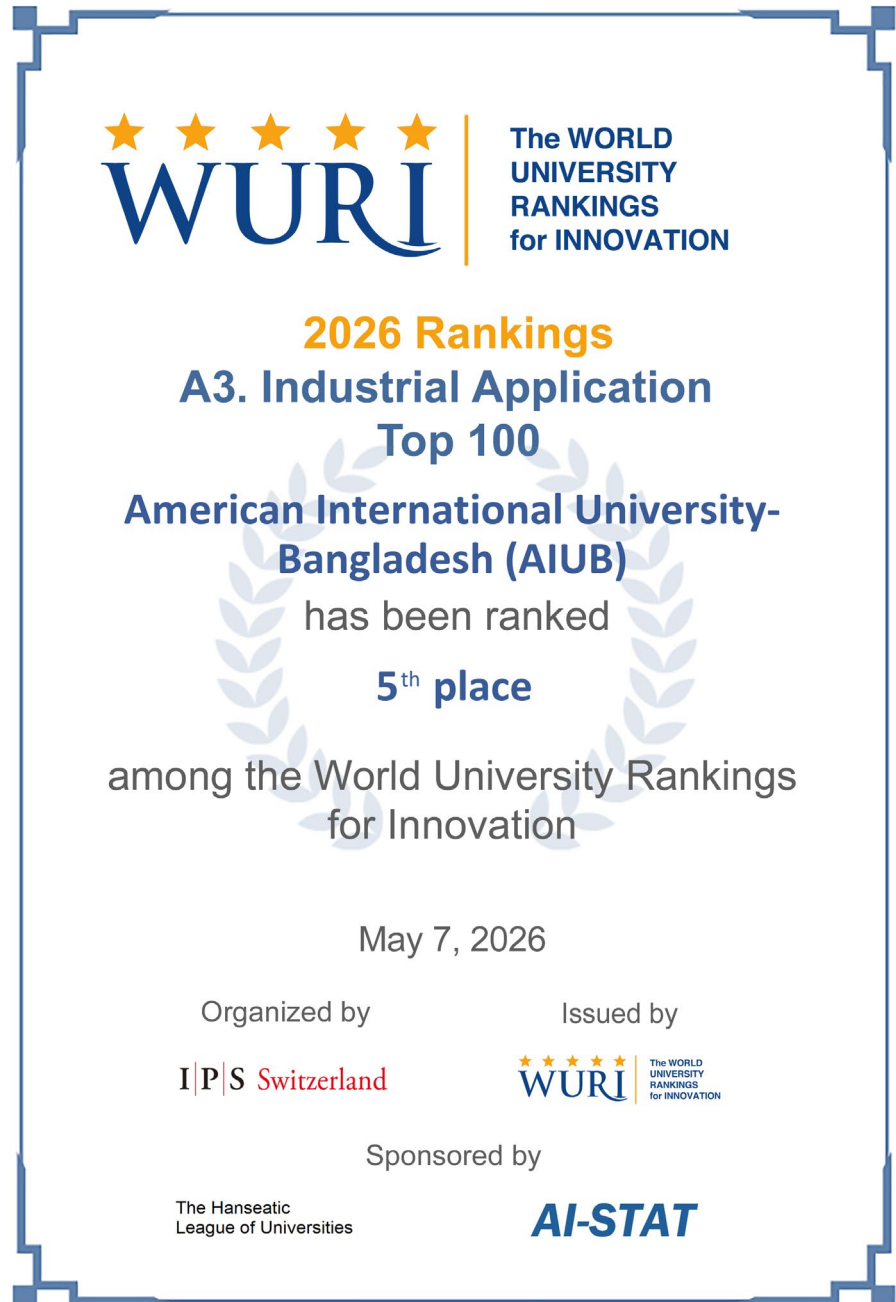 WURI
The WORLD
UNIVERSITY
RANKINGS
for INNOVATION
2026 Rankings
A3. Industrial Application
Top 100
American International University-
Bangladesh (AIUB)
has been ranked
5th place
among the World University Rankings
for Innovation
May 7, 2026
Organized by
I|P|S Switzerland
Issued by
WURI
The WORLD
UNIVERSITY
RANKINGS
for INNOVATION
Sponsored by
The Hanseatic
League of Universities
AI-STAT